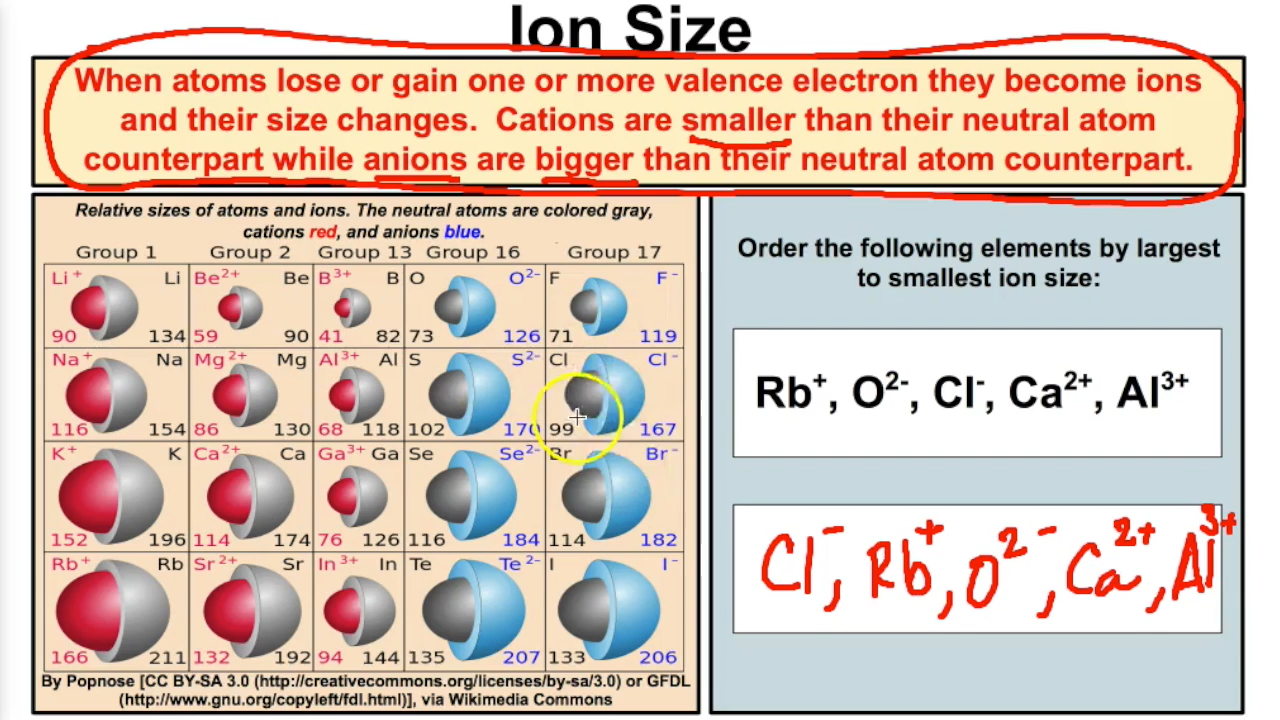 Ion Size
When atoms lose or gain one or more valence electron they become ions
and their size changes. Cations are smaller than their neutral atom
counterpart while anions are bigger than their neutral atom counterpart.
Relative sizes of atoms and ions. The neutral atoms are colored gray,
cations red, and anions blue.
Group 1 Group 2 Group 13 Group 16 Group 17
Li⁺ Li Be²⁺ Be B³⁺ B O O²⁻ F F⁻
90 134 59 90 41 82 73 126 71 119
Na⁺ Na Mg²⁺ Mg Al³⁺ Al S S²⁻ Cl Cl⁻
116 154 86 130 68 118 102 170 99 167
K⁺ K Ca²⁺ Ca Ga³⁺ Ga Se Se²⁻ Br Br⁻
152 196 114 174 76 126 116 184 114 182
Rb⁺ Rb Sr²⁺ Sr In³⁺ In Te Te²⁻ I I⁻
166 211 132 192 94 144 135 207 133 206
By Popnose [CC BY-SA 3.0 (http://creativecommons.org/licenses/by-sa/3.0) or GFDL
(http://www.gnu.org/copyleft/fdl.html)], via Wikimedia Commons
Order the following elements by largest
to smallest ion size:
Rb⁺, O²⁻, Cl⁻, Ca²⁺, Al³⁺
Cl⁻, Rb⁺, O²⁻, Ca²⁺, Al³⁺